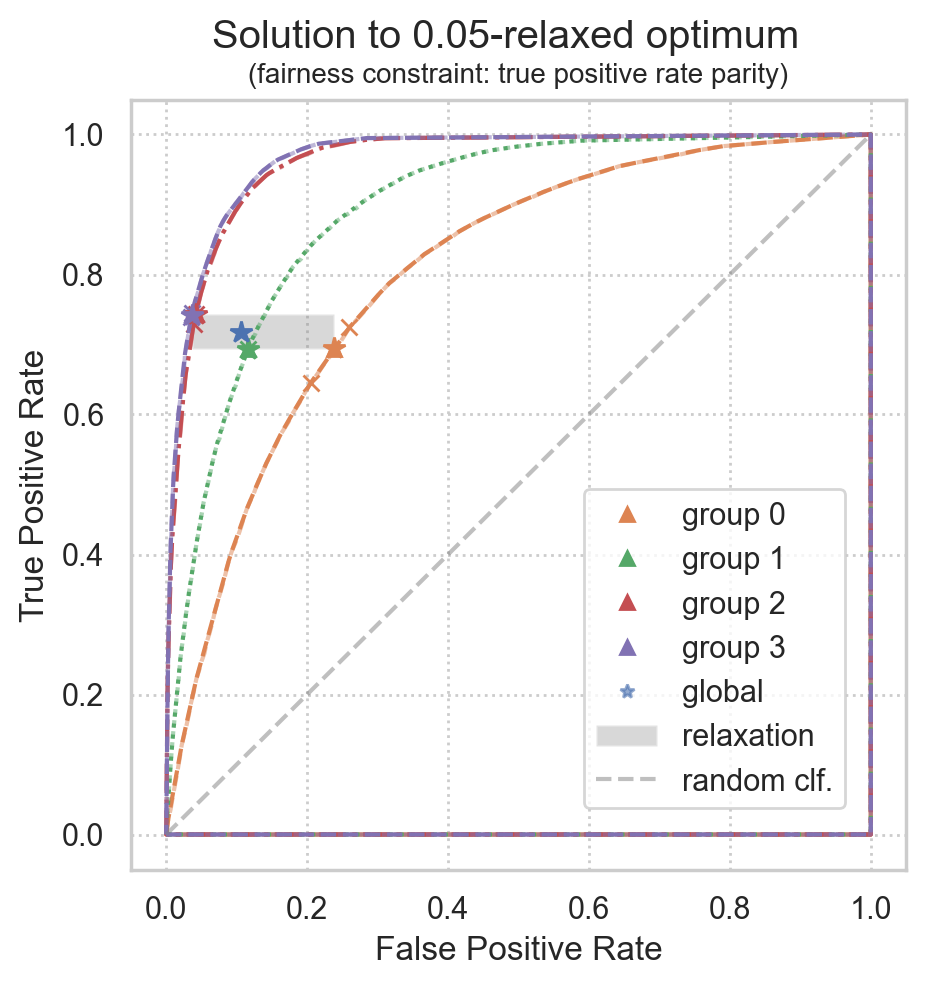 Solution to 0.05-relaxed optimum
(fairness constraint: true positive rate parity)
True Positive Rate
1.0
0.8
0.6
0.4
0.2
0.0
group 0
group 1
group 2
group 3
global
relaxation
random clf.
0.0 0.2 0.4 0.6 0.8 1.0
False Positive Rate